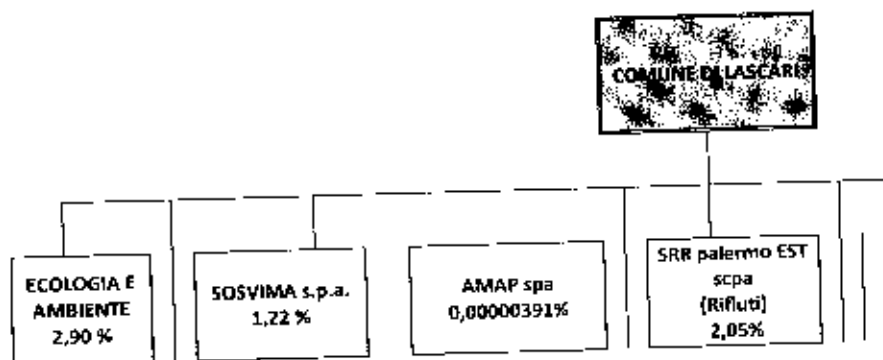 COMUNE DI LASCARI
ECOLOGIA E
AMBIENTE
2,90 %
SOSVIMA s.p.a.
1,22 %
AMAP spa
0,00000391%
SRR palermo EST
scpa
(Rifluti)
2,05%